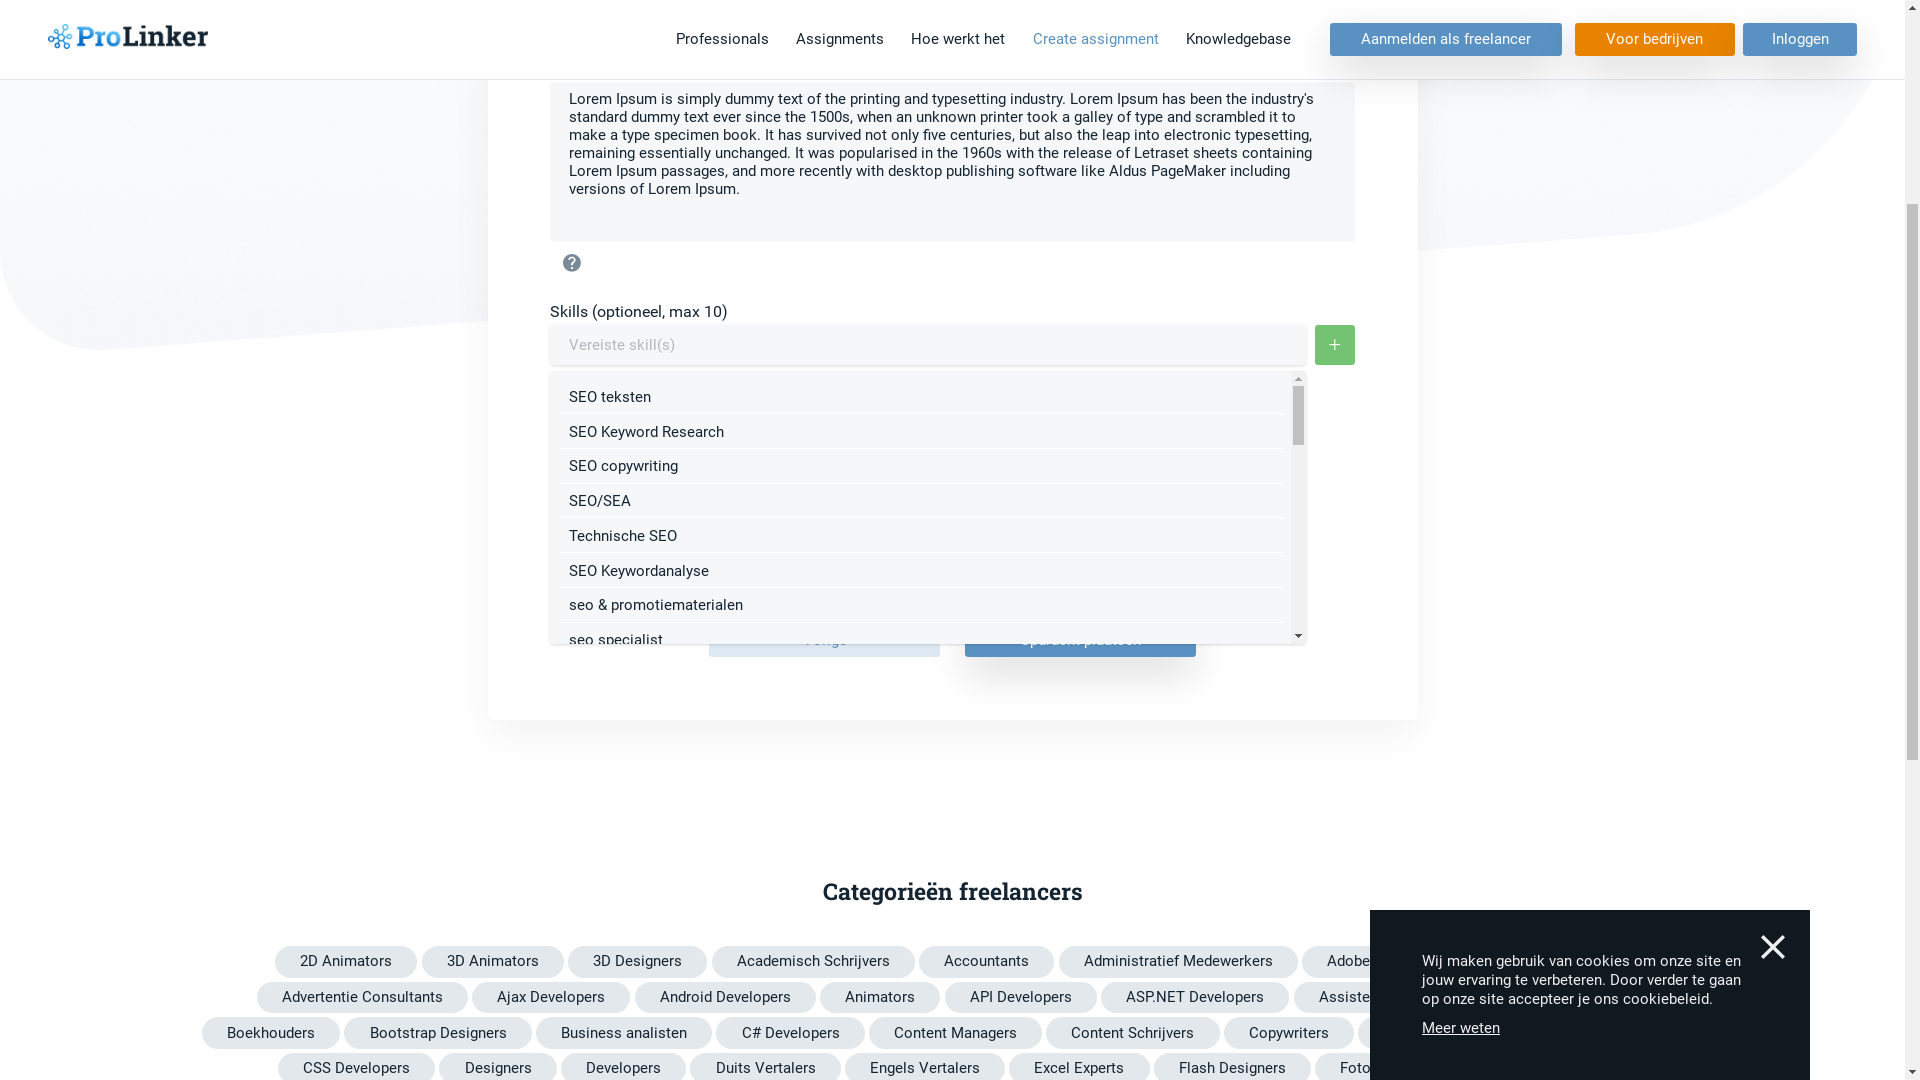 ProLinker
Professionals Assignments Hoe werkt het Create assignment Knowledgebase Aanmelden als freelancer Voor bedrijven Inloggen
Lorem Ipsum is simply dummy text of the printing and typesetting industry. Lorem Ipsum has been the industry's
standard dummy text ever since the 1500s, when an unknown printer took a galley of type and scrambled it to
make a type specimen book. It has survived not only five centuries, but also the leap into electronic typesetting,
remaining essentially unchanged. It was popularised in the 1960s with the release of Letraset sheets containing
Lorem Ipsum passages, and more recently with desktop publishing software like Aldus PageMaker including
versions of Lorem Ipsum.
Skills (optioneel, max 10)
Vereiste skill(s)
+
SEO teksten
SEO Keyword Research
SEO copywriting
SEO/SEA
Technische SEO
SEO Keywordanalyse
seo & promotiematerialen
seo specialist
Categorieën freelancers
2D Animators 3D Animators 3D Designers Academisch Schrijvers Accountants Administratief Medewerkers Adobe
Advertentie Consultants Ajax Developers Android Developers Animators API Developers ASP.NET Developers Assiste
Boekhouders Bootstrap Designers Business analisten C# Developers Content Managers Content Schrijvers Copywriters
CSS Developers Designers Developers Duits Vertalers Engels Vertalers Excel Experts Flash Designers Foto
Wij maken gebruik van cookies om onze site en
jouw ervaring te verbeteren. Door verder te gaan
op onze site accepteer je ons cookiebeleid.
Meer weten